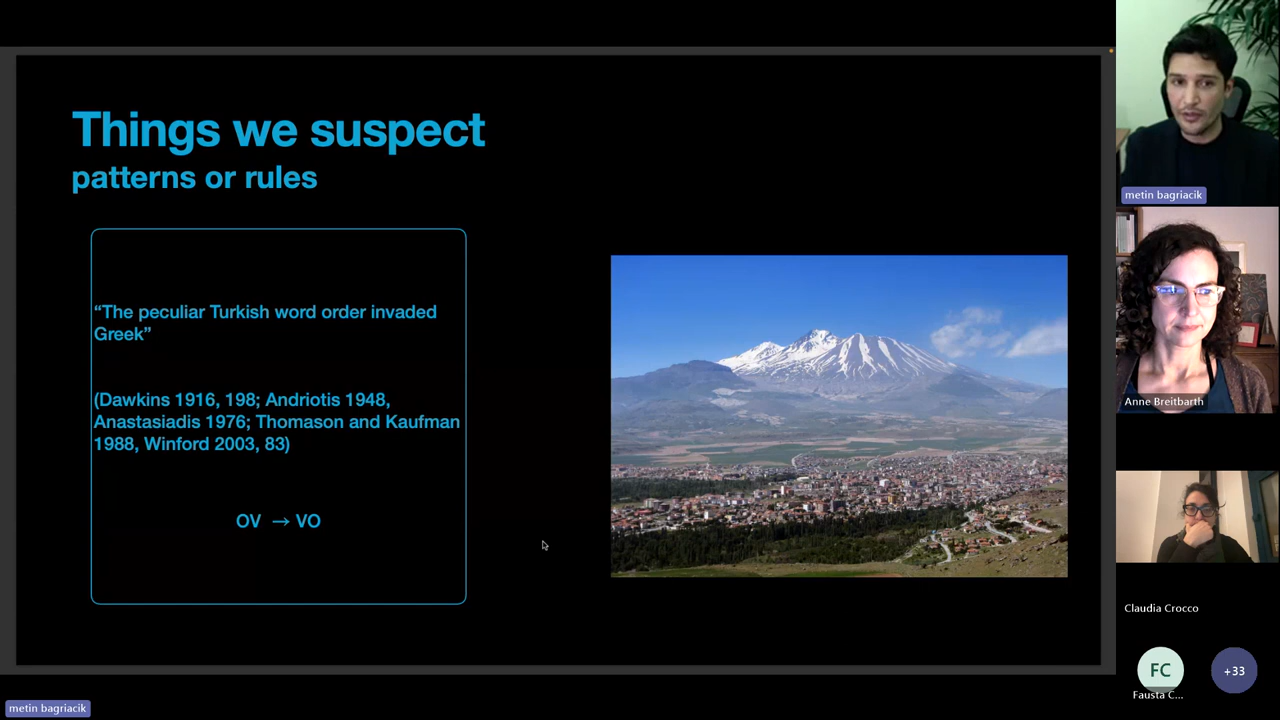 Things we suspect
patterns or rules
“The peculiar Turkish word order invaded
Greek”
(Dawkins 1916, 198; Andriotis 1948,
Anastasiadis 1976; Thomason and Kaufman
1988, Winford 2003, 83)
OV → VO
metin bagriacik
Anne Breitbarth
Claudia Crocco
FC
Fausta C...
+33
metin bagriacik